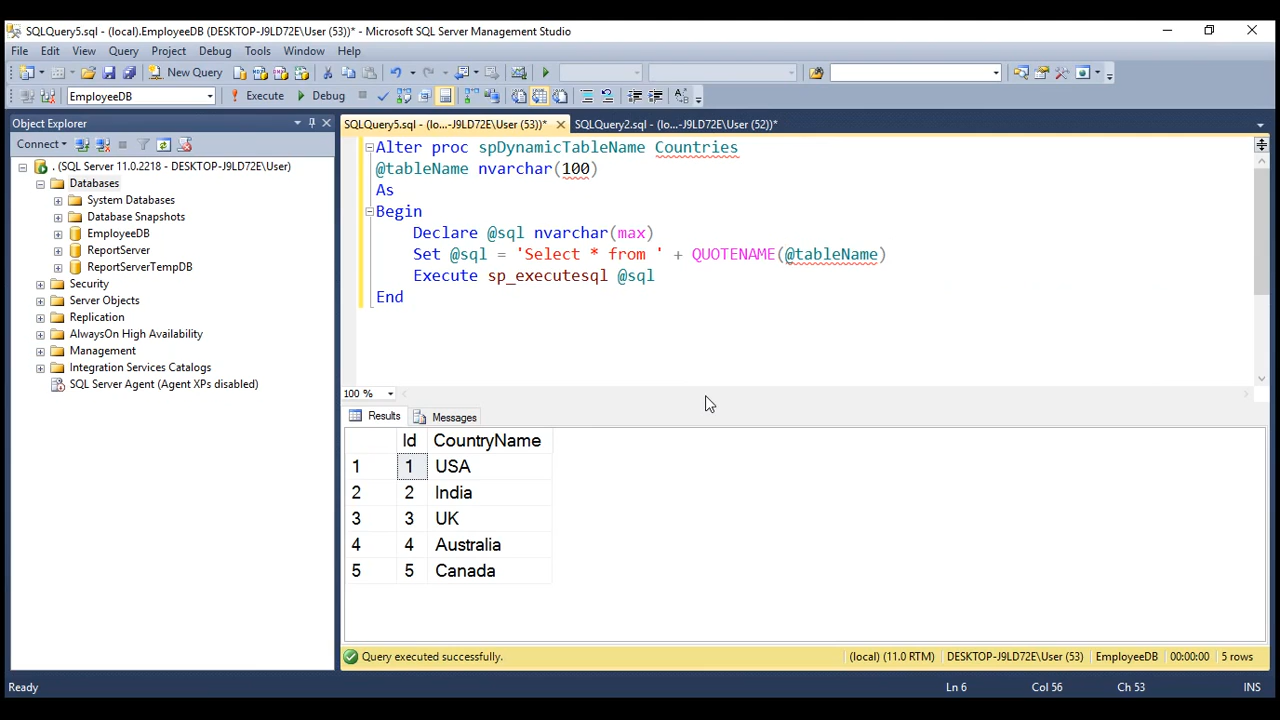 SQLQuery5.sql - (local).EmployeeDB (DESKTOP-J9LD72E\User (53))* - Microsoft SQL Server Management Studio
File Edit View Query Project Debug Tools Window Help
New Query
EmployeeDB Execute Debug
Object Explorer
Connect
. (SQL Server 11.0.2218 - DESKTOP-J9LD72E\User)
Databases
System Databases
Database Snapshots
EmployeeDB
ReportServer
ReportServerTempDB
Security
Server Objects
Replication
AlwaysOn High Availability
Management
Integration Services Catalogs
SQL Server Agent (Agent XPs disabled)
SQLQuery5.sql - (lo...-J9LD72E\User (53))* SQLQuery2.sql - (lo...-J9LD72E\User (52))*
Alter proc spDynamicTableName Countries
@tableName nvarchar(100)
As
Begin
Declare @sql nvarchar(max)
Set @sql = 'Select * from ' + QUOTENAME(@tableName)
Execute sp_executesql @sql
End
100 %
Results Messages
Id CountryName
1 1 USA
2 2 India
3 3 UK
4 4 Australia
5 5 Canada
Query executed successfully. (local) (11.0 RTM) DESKTOP-J9LD72E\User (53) EmployeeDB 00:00:00 5 rows
Ready Ln 6 Col 56 Ch 53 INS